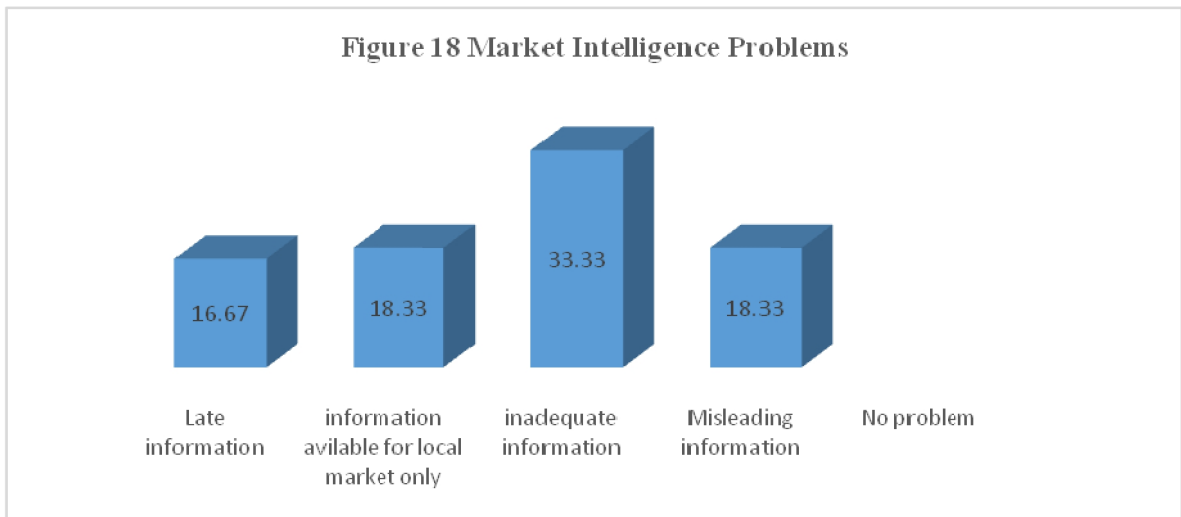 Figure 18 Market Intelligence Problems
33.33
16.67
18.33
18.33
Late
information
information
avilable for local
market only
inadequate
information
Misleading
information
No problem